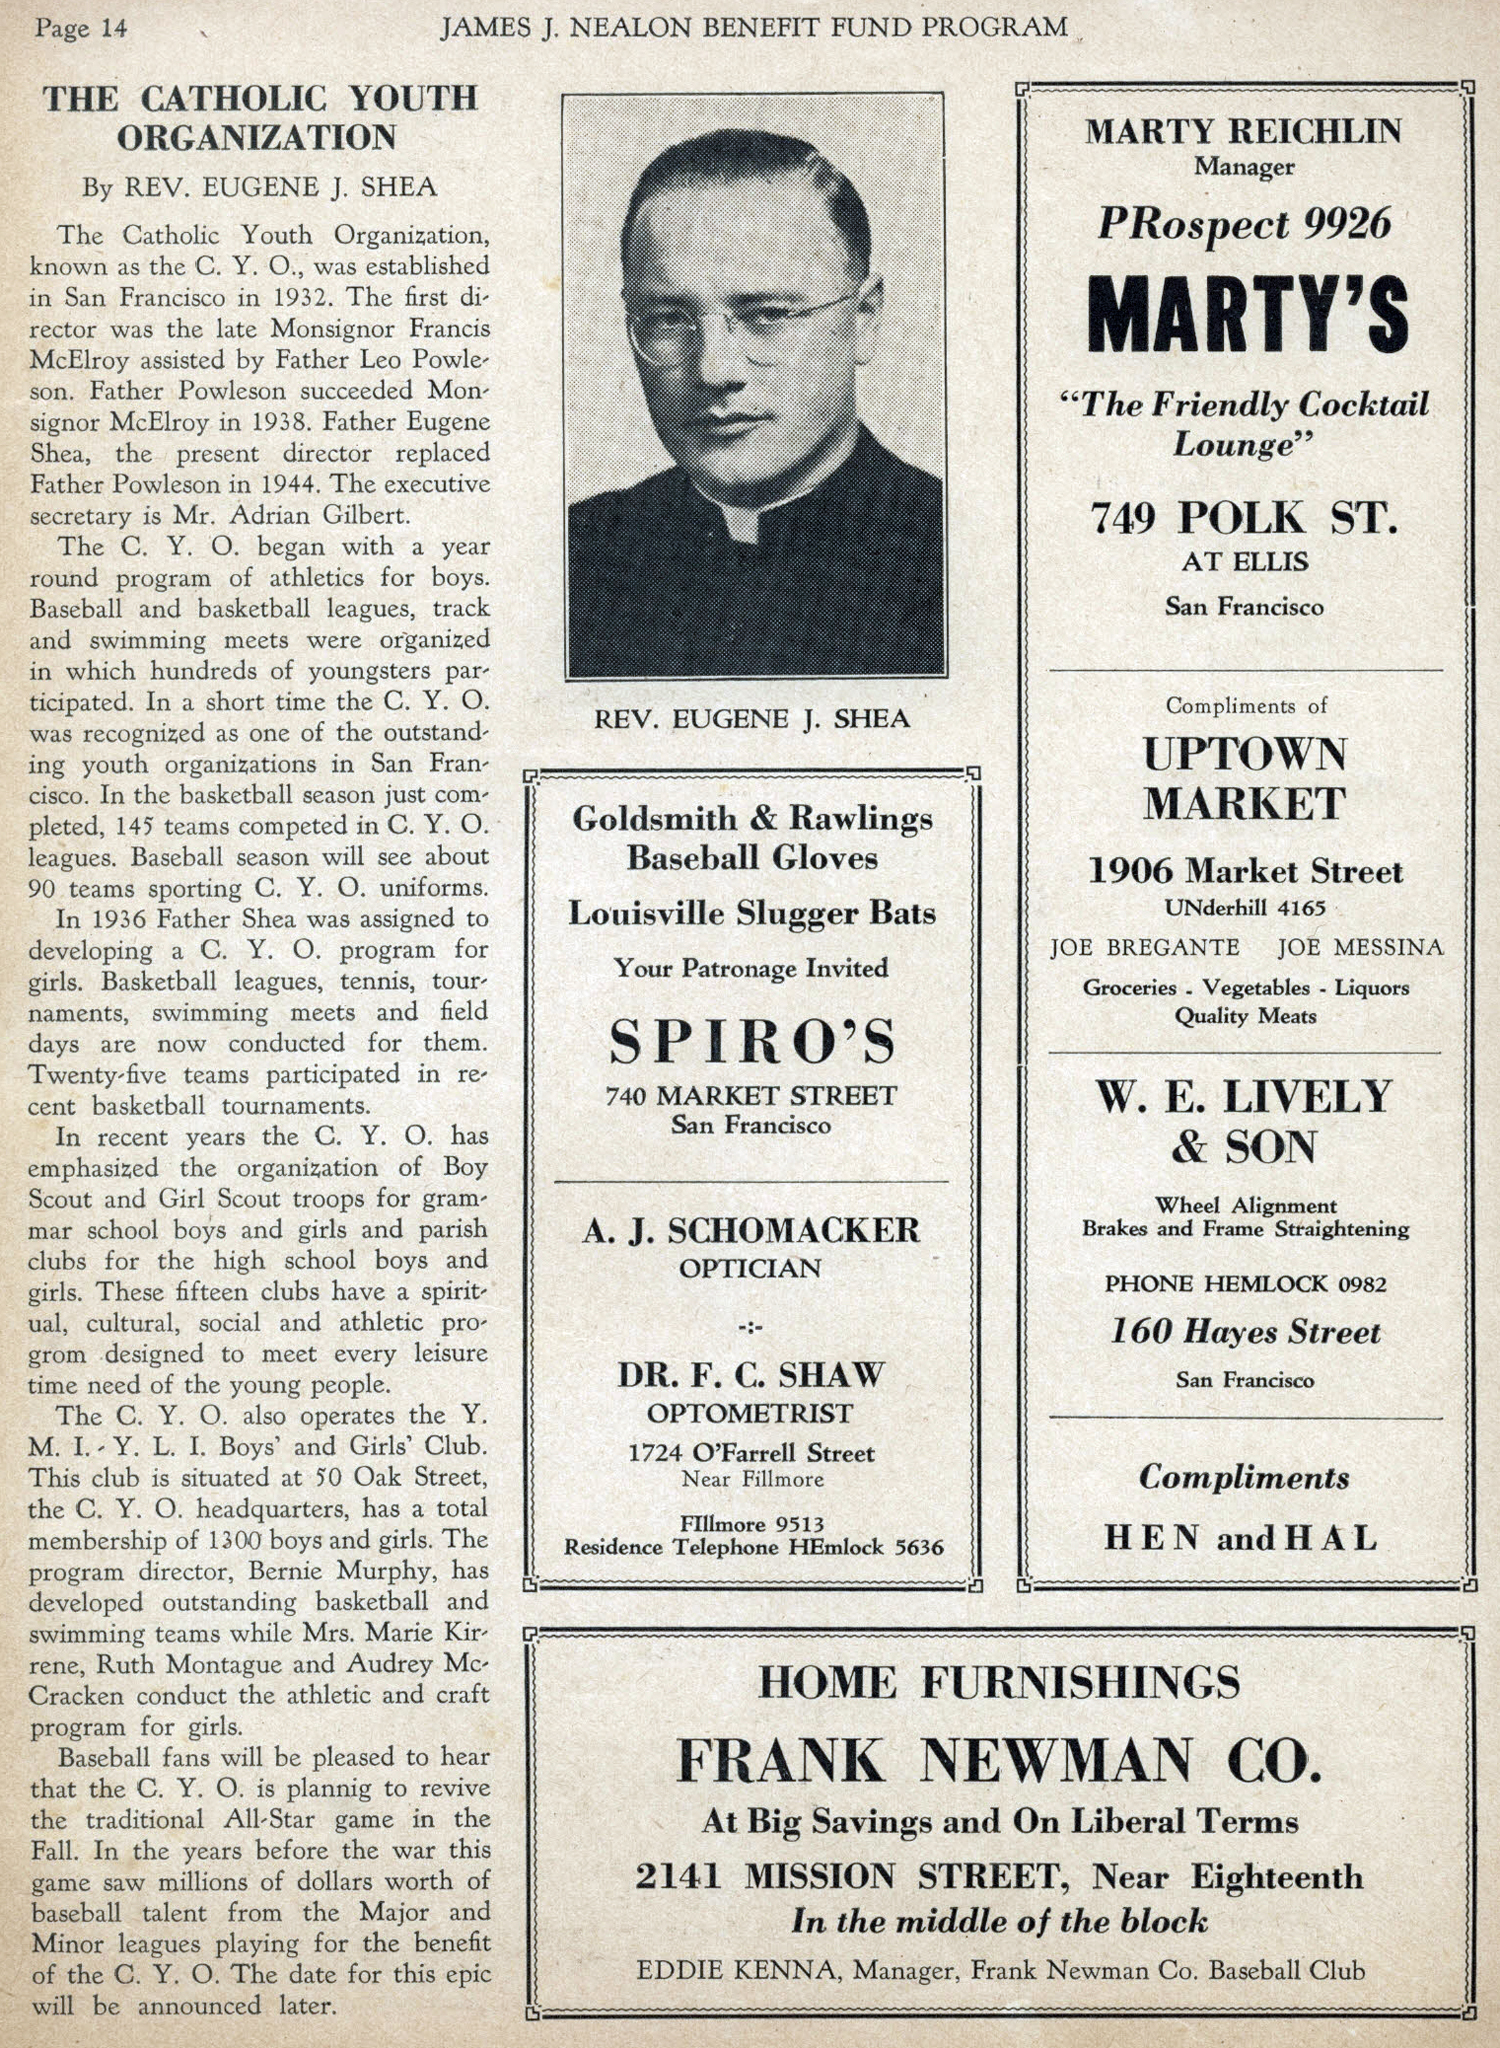 Page 14
JAMES J. NEALON BENEFIT FUND PROGRAM
THE CATHOLIC YOUTH
ORGANIZATION
By REV. EUGENE J. SHEA
The Catholic Youth Organization,
known as the C. Y. O., was established
in San Francisco in 1932. The first di-
rector was the late Monsignor Francis
McElroy assisted by Father Leo Powle-
son. Father Powleson succeeded Mon-
signor McElroy in 1938. Father Eugene
Shea, the present director replaced
Father Powleson in 1944. The executive
secretary is Mr. Adrian Gilbert.
The C. Y. O. began with a year
round program of athletics for boys.
Baseball and basketball leagues, track
and swimming meets were organized
in which hundreds of youngsters par-
ticipated. In a short time the C. Y. O.
was recognized as one of the outstand-
ing youth organizations in San Fran-
cisco. In the basketball season just com-
pleted, 145 teams competed in C. Y. O.
leagues. Baseball season will see about
90 teams sporting C. Y. O. uniforms.
In 1936 Father Shea was assigned to
developing a C. Y. O. program for
girls. Basketball leagues, tennis, tour-
naments, swimming meets and field
days are now conducted for them.
Twenty-five teams participated in re-
cent basketball tournaments.
In recent years the C. Y. O. has
emphasized the organization of Boy
Scout and Girl Scout troops for gram-
mar school boys and girls and parish
clubs for the high school boys and
girls. These fifteen clubs have a spirit-
ual, cultural, social and athletic pro-
grom designed to meet every leisure
time need of the young people.
The C. Y. O. also operates the Y.
M. I. - Y. L. I. Boys' and Girls' Club.
This club is situated at 50 Oak Street,
the C. Y. O. headquarters, has a total
membership of 1300 boys and girls. The
program director, Bernie Murphy, has
developed outstanding basketball and
swimming teams while Mrs. Marie Kir-
rene, Ruth Montague and Audrey Mc-
Cracken conduct the athletic and craft
program for girls.
Baseball fans will be pleased to hear
that the C. Y. O. is plannig to revive
the traditional All-Star game in the
Fall. In the years before the war this
game saw millions of dollars worth of
baseball talent from the Major and
Minor leagues playing for the benefit
of the C. Y. O. The date for this epic
will be announced later.
REV. EUGENE J. SHEA
Goldsmith & Rawlings
Baseball Gloves
Louisville Slugger Bats
Your Patronage Invited
SPIRO'S
740 MARKET STREET
San Francisco
A. J. SCHOMACKER
OPTICIAN
-:-
DR. F. C. SHAW
OPTOMETRIST
1724 O'Farrell Street
Near Fillmore
FIllmore 9513
Residence Telephone HEmlock 5636
MARTY REICHLIN
Manager
PRospect 9926
MARTY'S
"The Friendly Cocktail
Lounge"
749 POLK ST.
AT ELLIS
San Francisco
Compliments of
UPTOWN
MARKET
1906 Market Street
UNderhill 4165
JOE BREGANTE JOE MESSINA
Groceries - Vegetables - Liquors
Quality Meats
W. E. LIVELY
& SON
Wheel Alignment
Brakes and Frame Straightening
PHONE HEMLOCK 0982
160 Hayes Street
San Francisco
Compliments
HEN and HAL
HOME FURNISHINGS
FRANK NEWMAN CO.
At Big Savings and On Liberal Terms
2141 MISSION STREET, Near Eighteenth
In the middle of the block
EDDIE KENNA, Manager, Frank Newman Co. Baseball Club